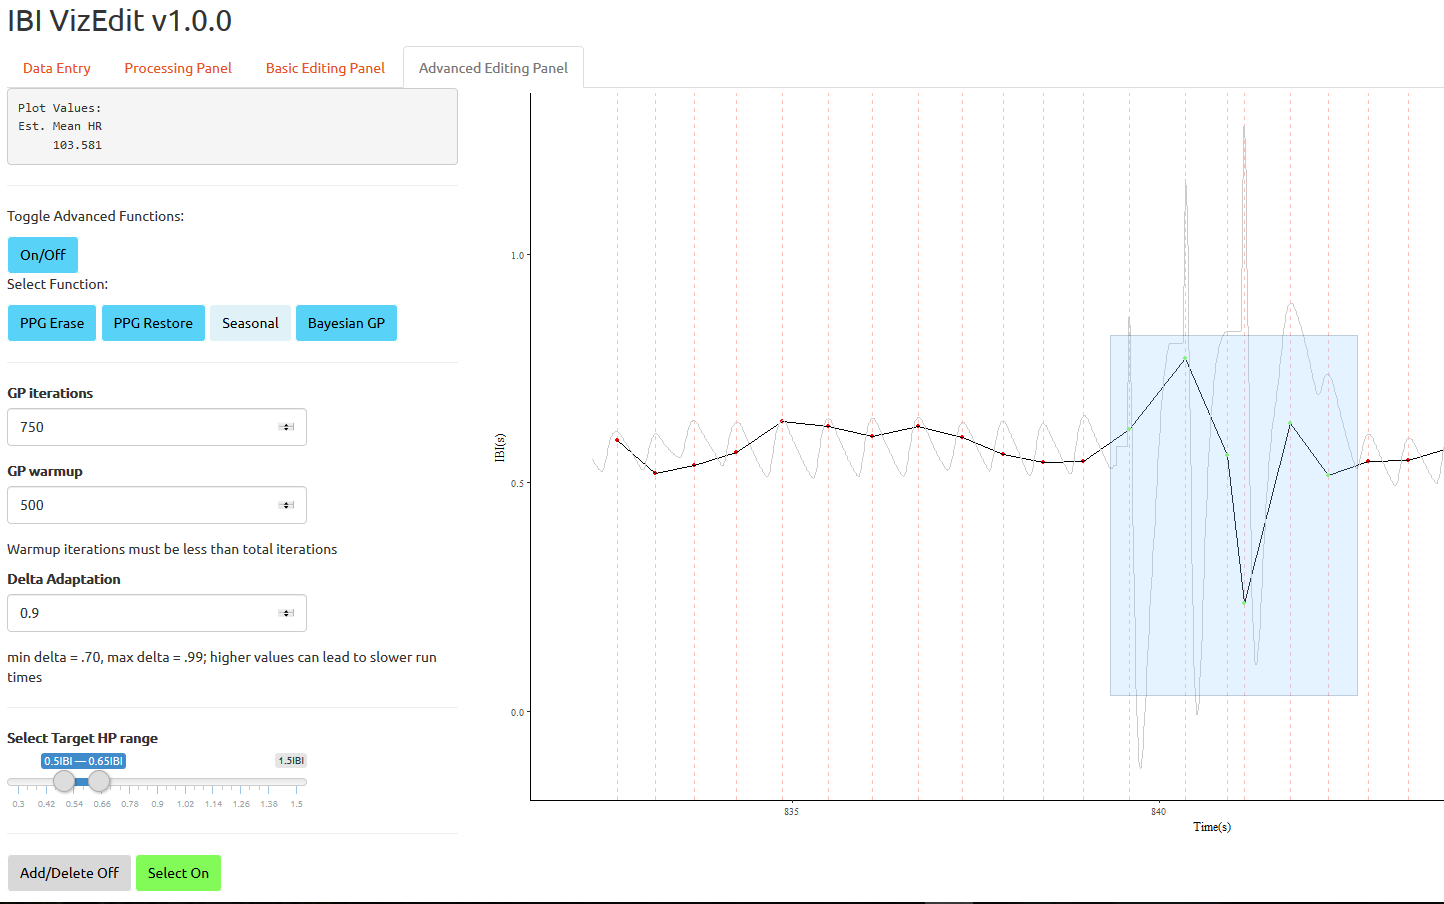 IBI VizEdit v1.0.0
Data Entry Processing Panel Basic Editing Panel Advanced Editing Panel
Plot Values:
Est. Mean HR
103.581
Toggle Advanced Functions:
On/Off
Select Function:
PPG Erase PPG Restore Seasonal Bayesian GP
GP iterations
750
GP warmup
500
Warmup iterations must be less than total iterations
Delta Adaptation
0.9
min delta = .70, max delta = .99; higher values can lead to slower run
times
Select Target HP range
0.5IBI — 0.65IBI 1.5IBI
0.3 0.42 0.54 0.66 0.78 0.9 1.02 1.14 1.26 1.38 1.5
Add/Delete Off Select On
IBI(s)
1.0
0.5
0.0
835 840
Time(s)